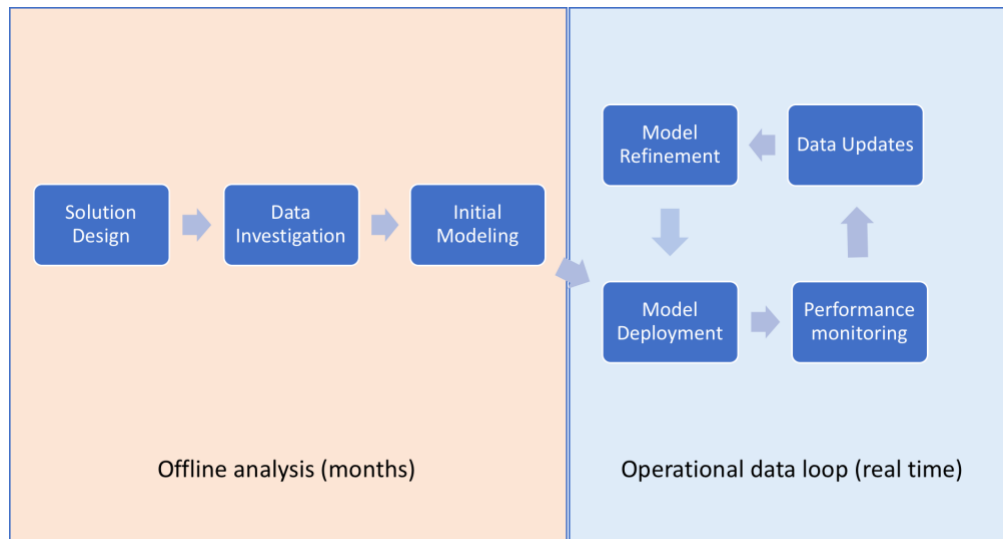 Solution
Design
Data
Investigation
Initial
Modeling
Model
Refinement
Data Updates
Model
Deployment
Performance
monitoring
Offline analysis (months)
Operational data loop (real time)